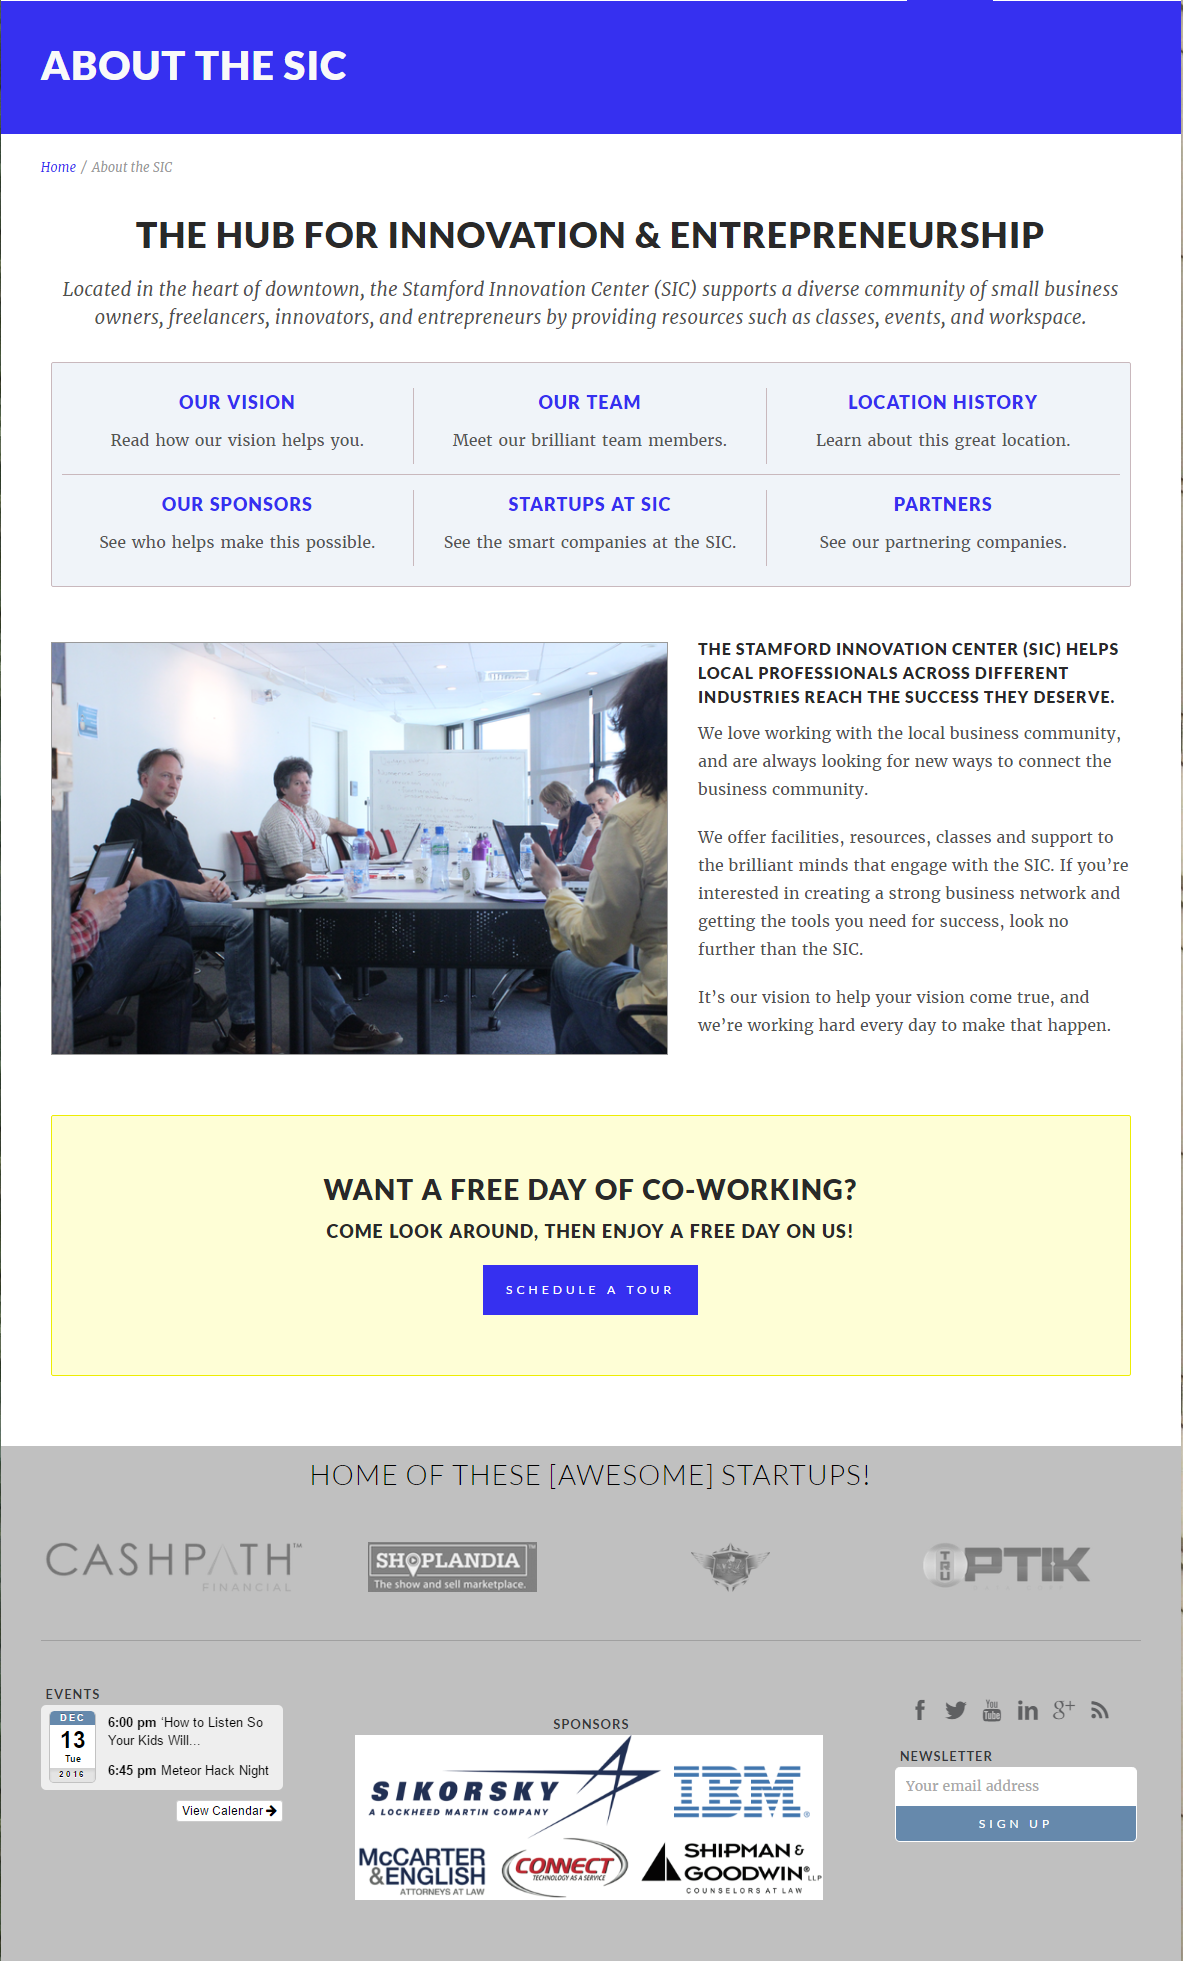 ABOUT THE SIC
Home / About the SIC
THE HUB FOR INNOVATION & ENTREPRENEURSHIP
Located in the heart of downtown, the Stamford Innovation Center (SIC) supports a diverse community of small business
owners, freelancers, innovators, and entrepreneurs by providing resources such as classes, events, and workspace.
OUR VISION
Read how our vision helps you.
OUR TEAM
Meet our brilliant team members.
LOCATION HISTORY
Learn about this great location.
OUR SPONSORS
See who helps make this possible.
STARTUPS AT SIC
See the smart companies at the SIC.
PARTNERS
See our partnering companies.
THE STAMFORD INNOVATION CENTER (SIC) HELPS
LOCAL PROFESSIONALS ACROSS DIFFERENT
INDUSTRIES REACH THE SUCCESS THEY DESERVE.
We love working with the local business community,
and are always looking for new ways to connect the
business community.
We offer facilities, resources, classes and support to
the brilliant minds that engage with the SIC. If you’re
interested in creating a strong business network and
getting the tools you need for success, look no
further than the SIC.
It’s our vision to help your vision come true, and
we’re working hard every day to make that happen.
WANT A FREE DAY OF CO-WORKING?
COME LOOK AROUND, THEN ENJOY A FREE DAY ON US!
SCHEDULE A TOUR
HOME OF THESE [AWESOME] STARTUPS!
CASHPATH™
FINANCIAL
SHOPLANDIA™
The show and sell marketplace.
TRU OPTIK
EVENTS
DEC
13
Tue
2016
6:00 pm ‘How to Listen So
Your Kids Will...
6:45 pm Meteor Hack Night
View Calendar
SPONSORS
SIKORSKY
A LOCKHEED MARTIN COMPANY
IBM®
McCARTER
&ENGLISH
ATTORNEYS AT LAW
CONNECT
TECHNOLOGY AS A SERVICE
SHIPMAN &
GOODWIN® LLP
COUNSELORS AT LAW
f
You
Tube
in
g+
NEWSLETTER
Your email address
SIGN UP